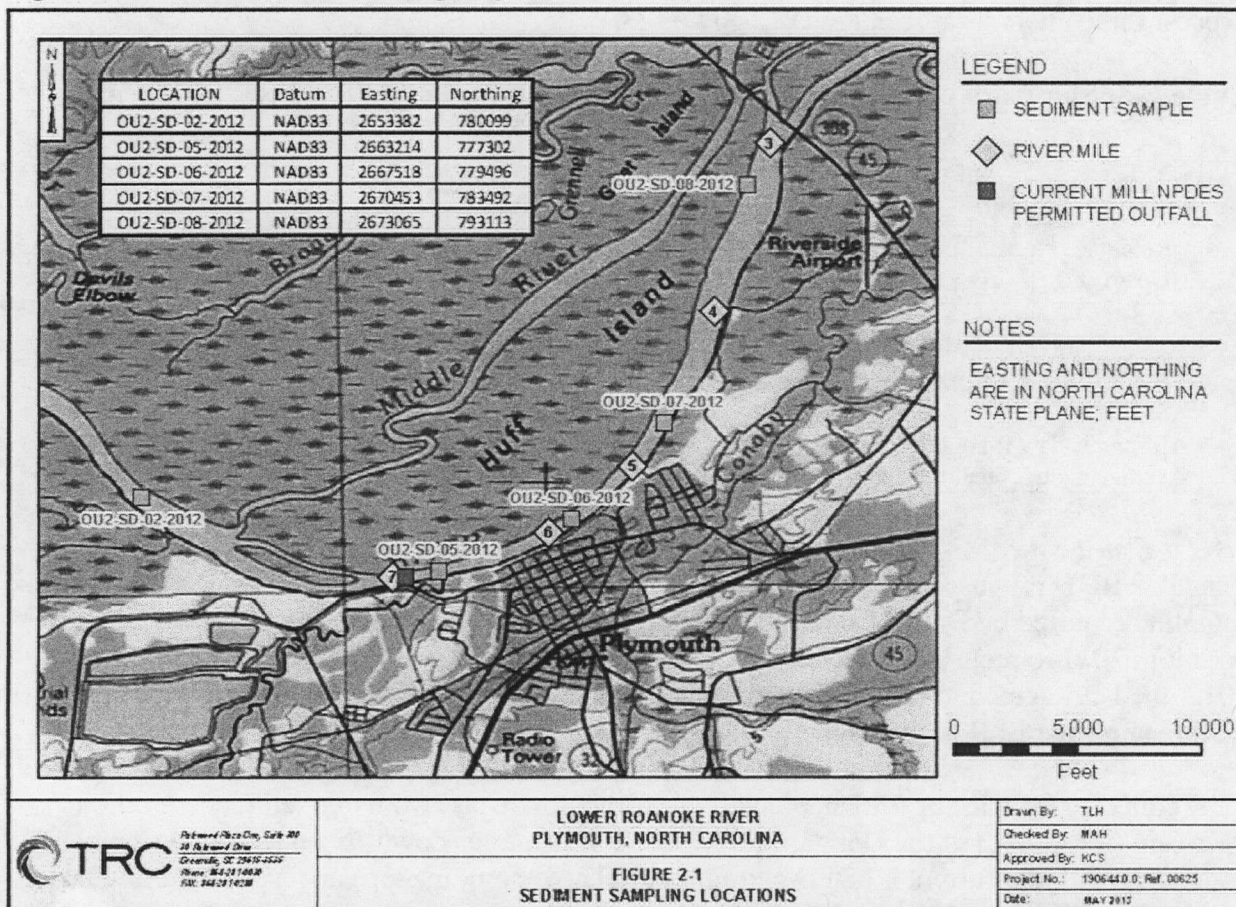 N
LOCATION Datum Easting Northing
OU2-SD-02-2012 NAD83 2653382 780099
OU2-SD-05-2012 NAD83 2663214 777302
OU2-SD-06-2012 NAD83 2667518 779496
OU2-SD-07-2012 NAD83 2670453 783492
OU2-SD-08-2012 NAD83 2673065 793113
Cr
Island
Grennell
3
45
OU2-SD-08-2012
Riverside
Airport
Devils
Elbow
River
Island
4
Middle
OU2-SD-07-2012
Huff
Conaby
5
OU2-SD-06-2012
OU2-SD-02-2012
6
OU2-SD-05-2012
7
Plymouth
45
Radio
Tower
32
LEGEND
SEDIMENT SAMPLE
RIVER MILE
CURRENT MILL NPDES
PERMITTED OUTFALL
NOTES
EASTING AND NORTHING
ARE IN NORTH CAROLINA
STATE PLANE; FEET
0 5,000 10,000
Feet
TRC
LOWER ROANOKE RIVER
PLYMOUTH, NORTH CAROLINA
FIGURE 2-1
SEDIMENT SAMPLING LOCATIONS
Drawn By: TLH
Checked By: MAH
Approved By: KCS
Project No.: 190644.0.0; Ref. 00625
Date: